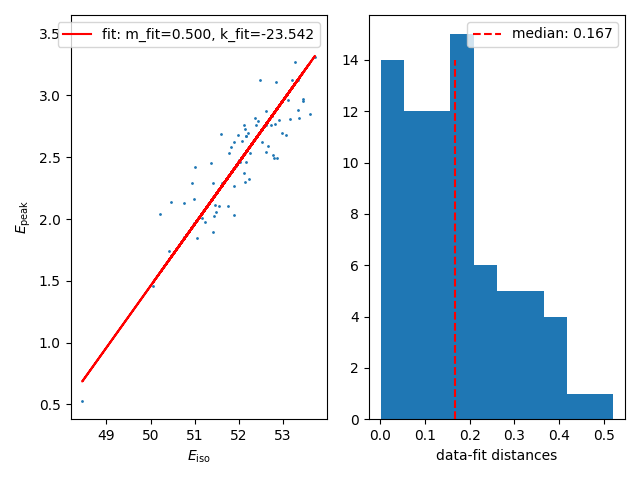 fit: m_fit=0.500, k_fit=-23.542
3.5
3.0
2.5
2.0
1.5
1.0
0.5
E_peak
49 50 51 52 53
E_iso
median: 0.167
14
12
10
8
6
4
2
0
0.0 0.1 0.2 0.3 0.4 0.5
data-fit distances